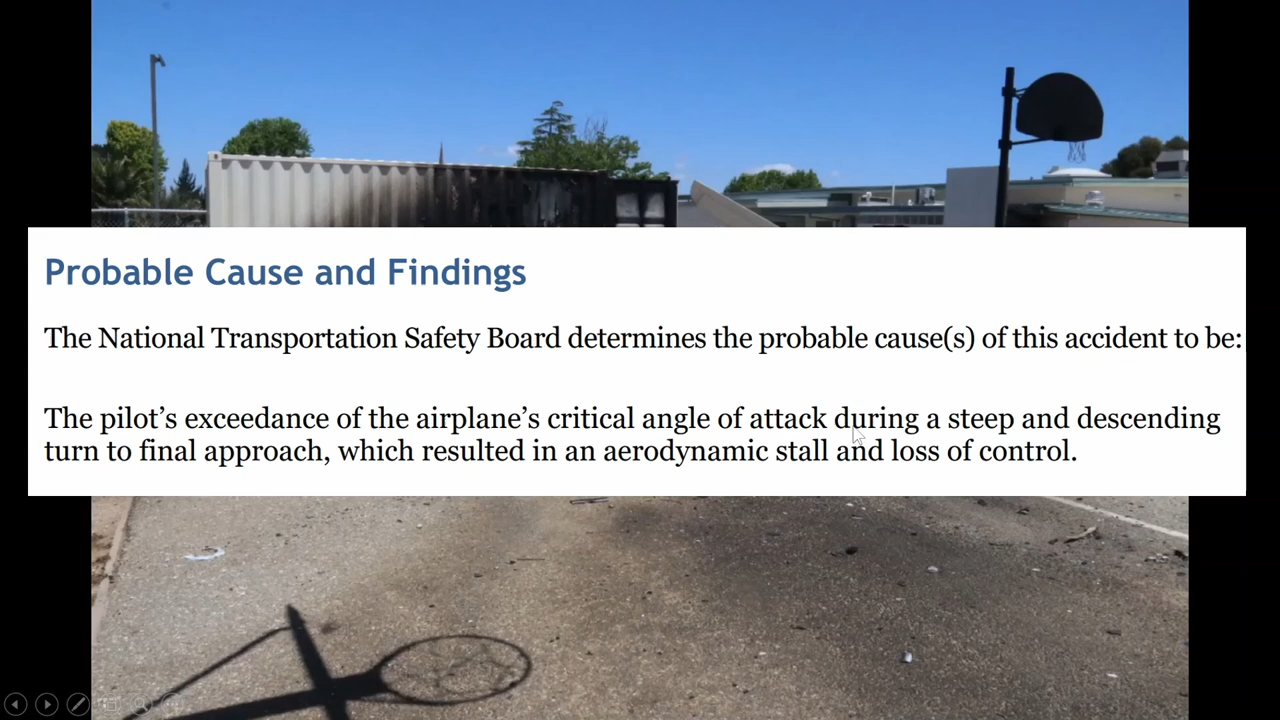 Probable Cause and Findings
The National Transportation Safety Board determines the probable cause(s) of this accident to be:
The pilot’s exceedance of the airplane’s critical angle of attack during a steep and descending
turn to final approach, which resulted in an aerodynamic stall and loss of control.